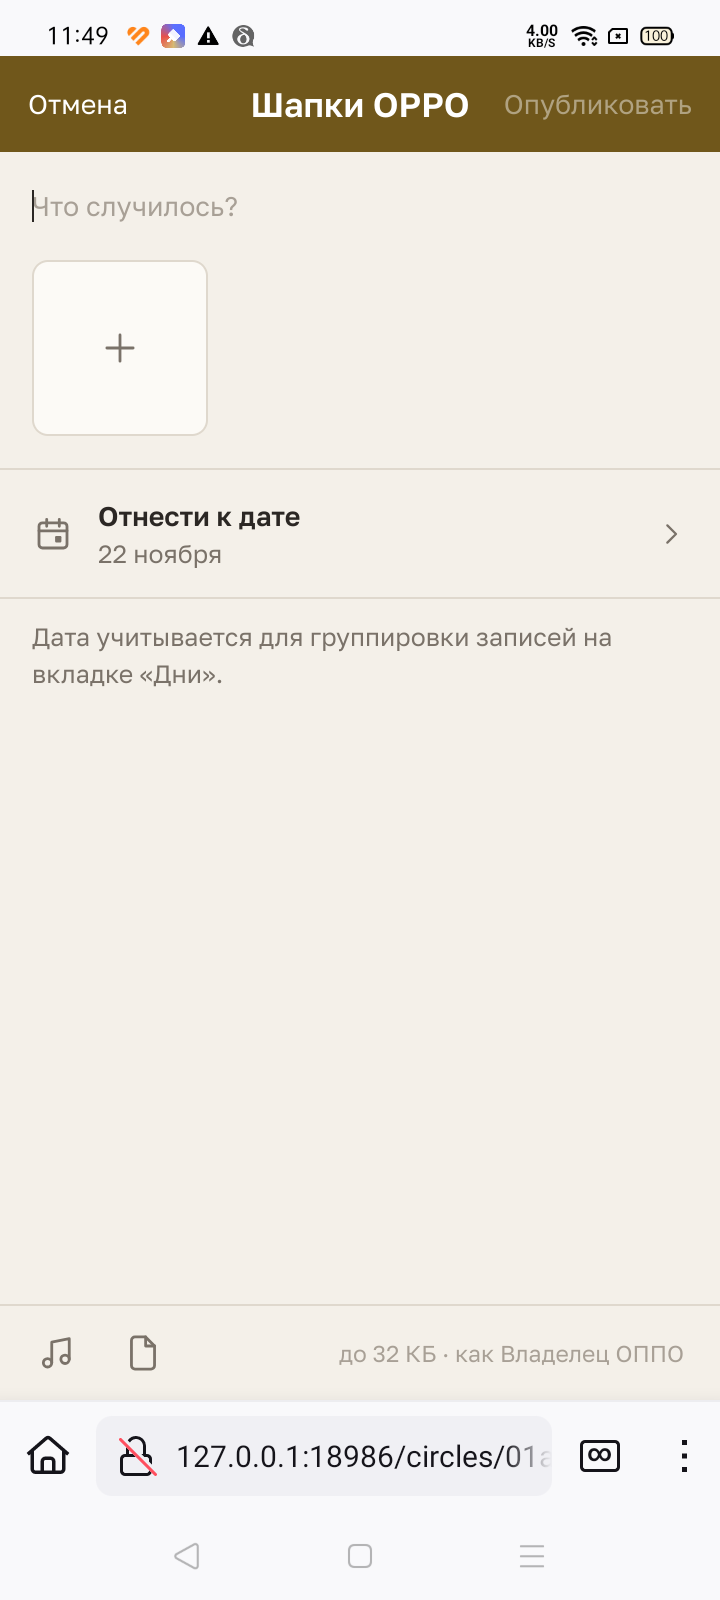 11:49
4.00
KB/S
100
Отмена
Шапки OPPO
Опубликовать
Что случилось?
Отнести к дате
22 ноября
Дата учитывается для группировки записей на
вкладке «Дни».
до 32 КБ · как Владелец ОППО
127.0.0.1:18986/circles/01a